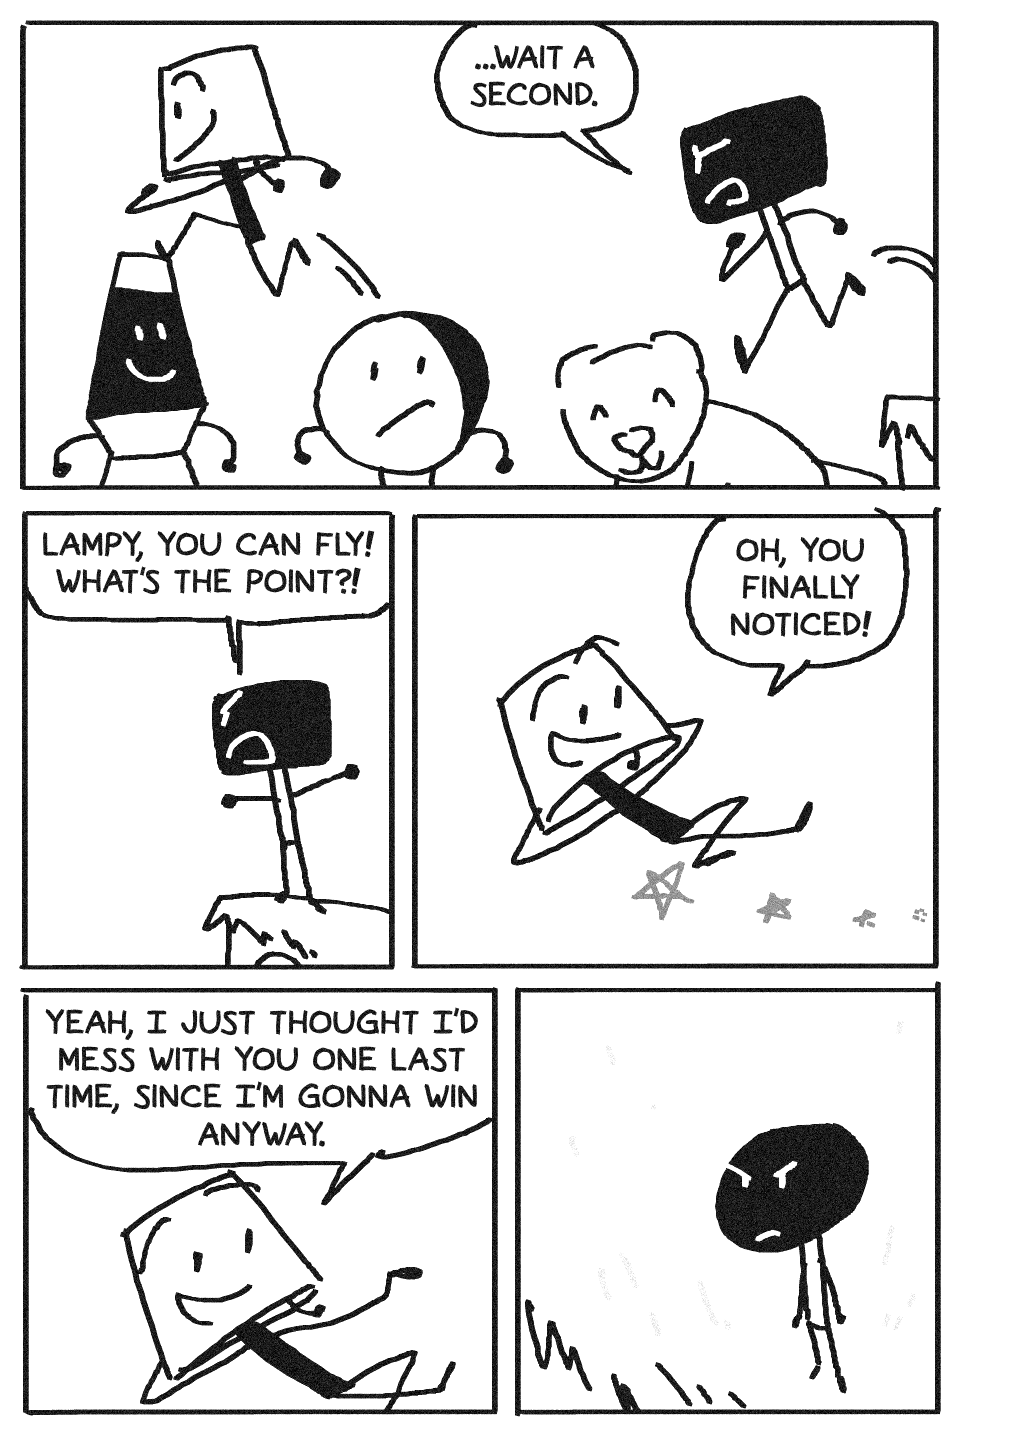 ...WAIT A
SECOND.
LAMPY, YOU CAN FLY!
WHAT'S THE POINT?!
OH, YOU
FINALLY
NOTICED!
YEAH, I JUST THOUGHT I'D
MESS WITH YOU ONE LAST
TIME, SINCE I'M GONNA WIN
ANYWAY.